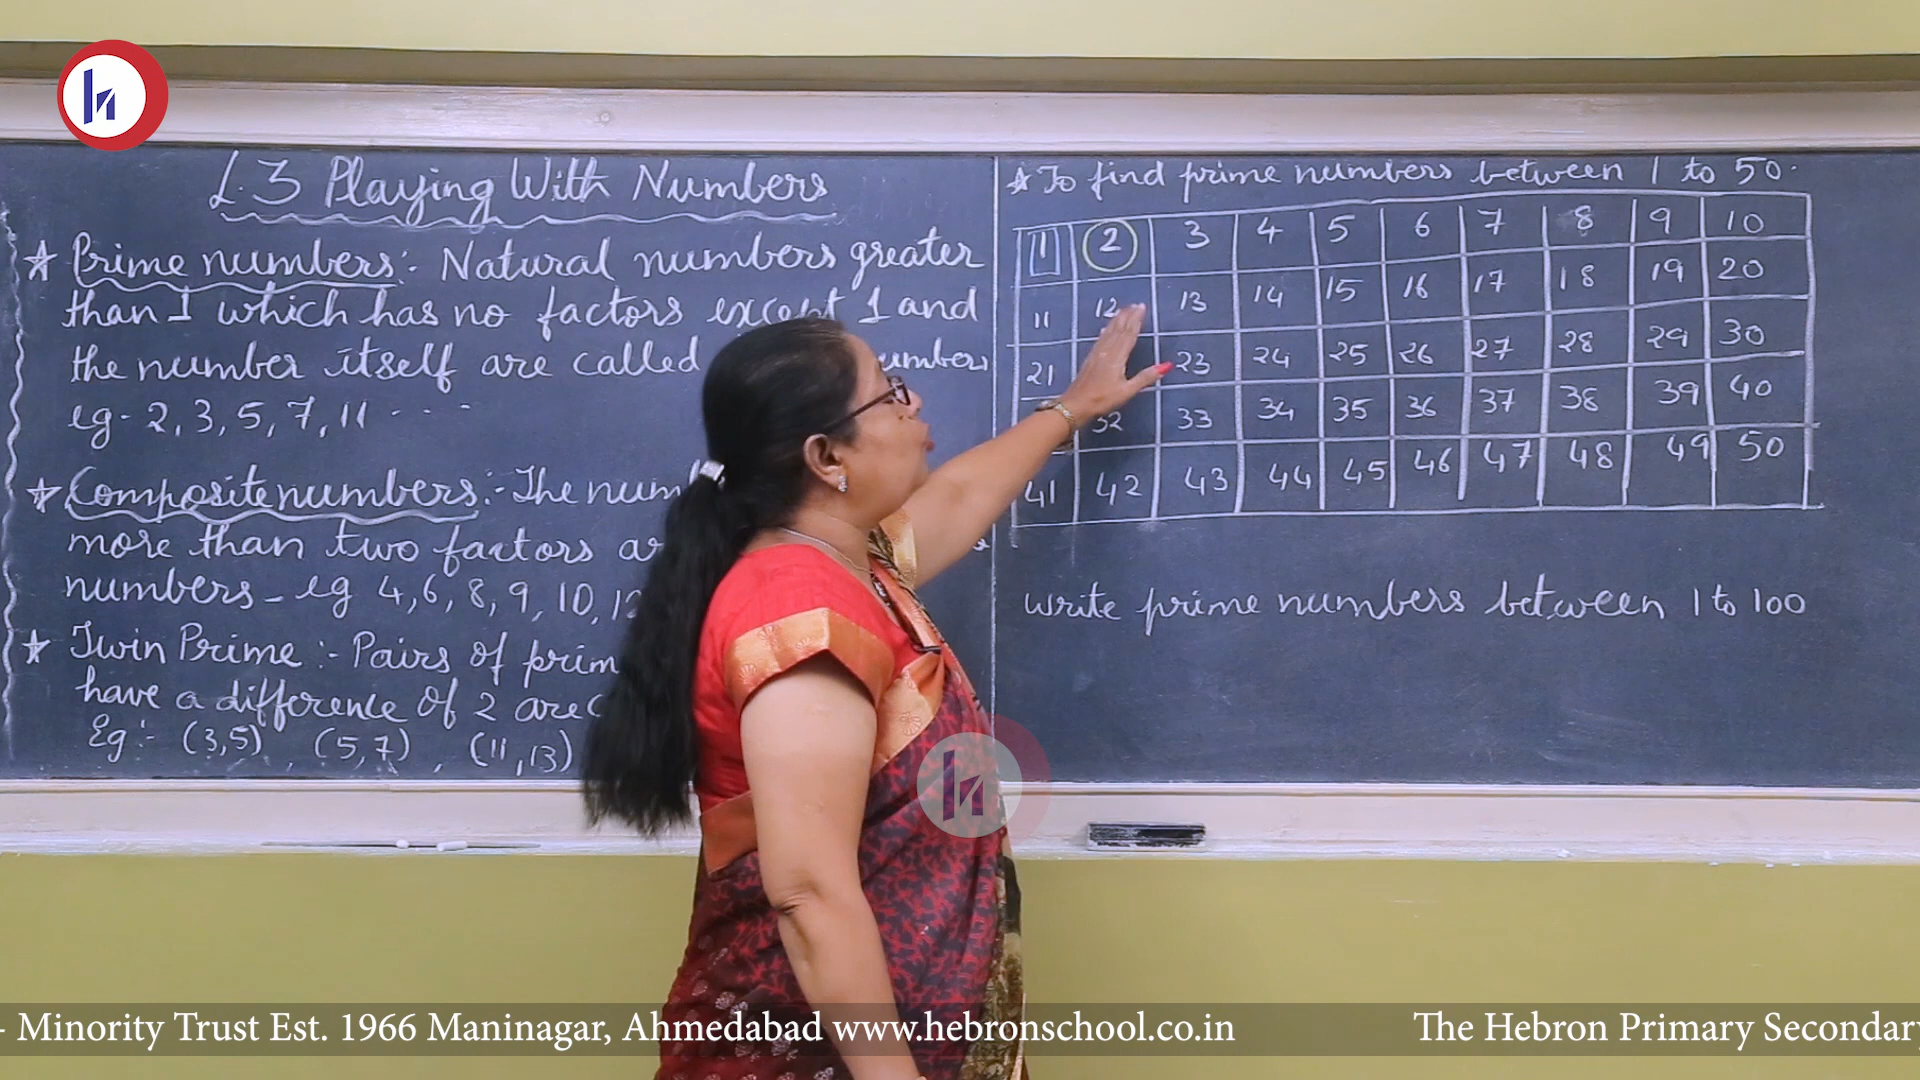 L.3 Playing With Numbers
★ Prime numbers:- Natural numbers greater
than 1 which has no factors except 1 and
the number itself are called umbers
eg- 2, 3, 5, 7, 11 - - - -
★ Composite numbers:- The num
more than two factors a
numbers - eg 4, 6, 8, 9, 10, 12
★ Twin Prime :- Pairs of prim
have a difference of 2 are c
Eg:- (3,5) , (5,7) , (11,13)
★ To find prime numbers between 1 to 50.
1 2 3 4 5 6 7 8 9 10
11 12 13 14 15 16 17 18 19 20
21 23 24 25 26 27 28 29 30
32 33 34 35 36 37 38 39 40
41 42 43 44 45 46 47 48 49 50
write prime numbers between 1 to 100
- Minority Trust Est. 1966 Maninagar, Ahmedabad www.hebronschool.co.in The Hebron Primary Secondary